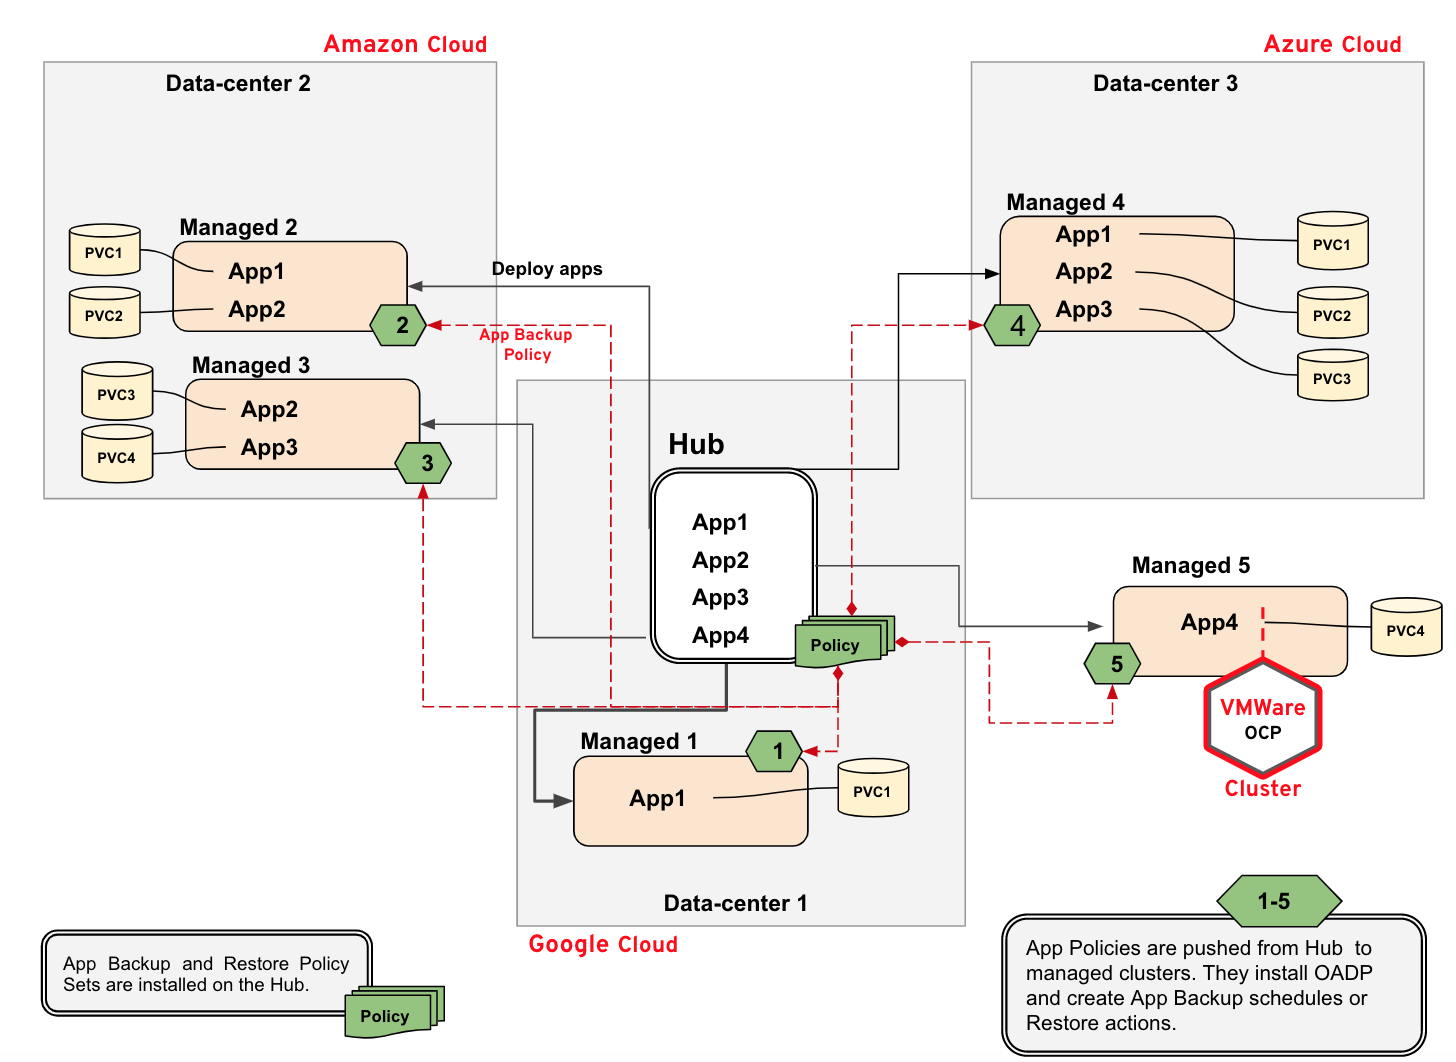 Amazon Cloud
Data-center 2
Managed 2
PVC1
App1
PVC2
App2
2
Managed 3
PVC3
App2
PVC4
App3
3
Deploy apps
App Backup
Policy
Azure Cloud
Data-center 3
Managed 4
App1
PVC1
App2
PVC2
App3
PVC3
4
Hub
App1
App2
App3
App4
Policy
Managed 5
App4
PVC4
5
VMWare
OCP
Cluster
Managed 1
1
App1
PVC1
Data-center 1
Google Cloud
App Backup and Restore Policy
Sets are installed on the Hub.
Policy
1-5
App Policies are pushed from Hub to
managed clusters. They install OADP
and create App Backup schedules or
Restore actions.